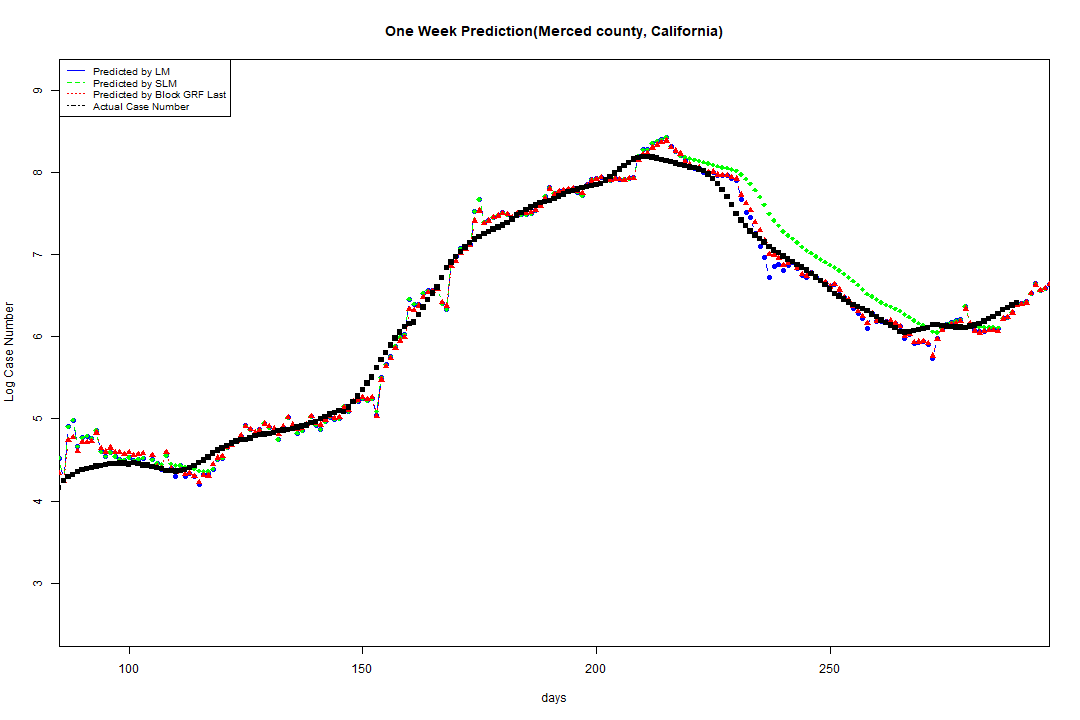 One Week Prediction(Merced county, California)
Predicted by LM
Predicted by SLM
Predicted by Block GRF Last
Actual Case Number
9
8
7
6
5
4
3
Log Case Number
100
150
200
250
days